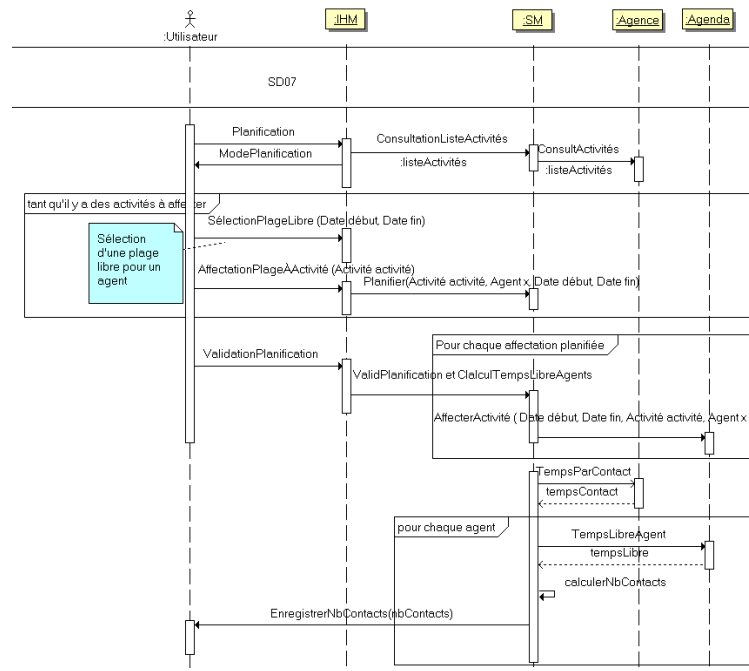 :Utilisateur
:IHM
:SM
:Agence
:Agenda
SD07
Planification
ConsultationListeActivités
ConsultActivités
ModePlanification
:listeActivités
:listeActivités
tant qu'il y a des activités à affecter
SélectionPlageLibre (Date début, Date fin)
Sélection
d'une plage
libre pour un
agent
AffectationPlageÀActivité (Activité activité)
Planifier(Activité activité, Agent x, Date début, Date fin)
Pour chaque affectation planifiée
ValidationPlanification
ValidPlanification et ClalculTempsLibreAgents
AffecterActivité ( Date début, Date fin, Activité activité, Agent x
TempsParContact
tempsContact
pour chaque agent
TempsLibreAgent
tempsLibre
calculerNbContacts
EnregistrerNbContacts(nbContacts)